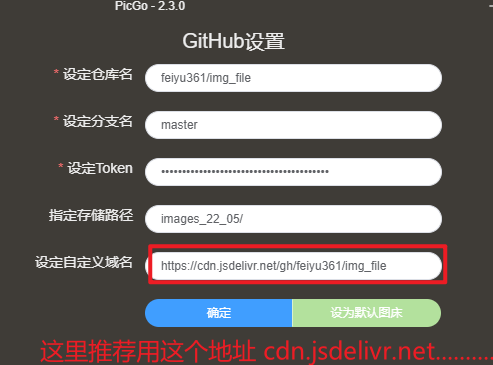 PicGo - 2.3.0
GitHub设置
* 设定仓库名 feiyu361/img_file
* 设定分支名 master
* 设定Token ••••••••••••••••••••••••••••••••••••••••
指定存储路径 images_22_05/
设定自定义域名 https://cdn.jsdelivr.net/gh/feiyu361/img_file
确定 设为默认图床
这里推荐用这个地址 cdn.jsdelivr.net..........